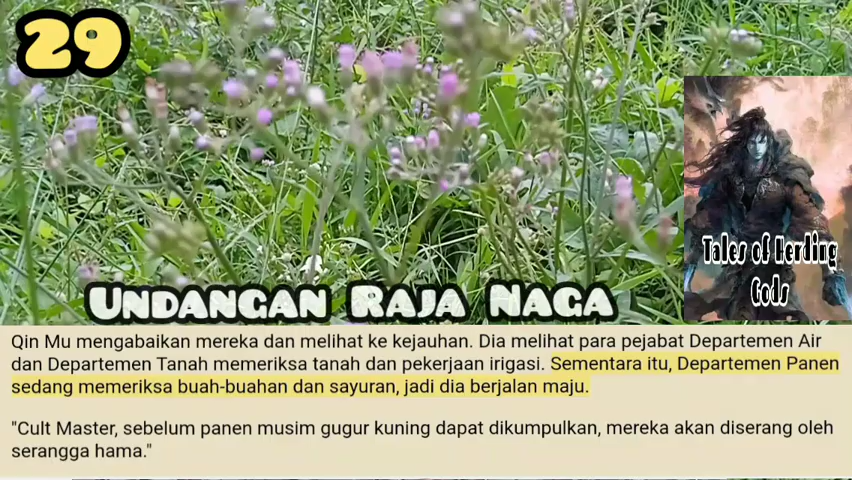 29
Tales of Herding
Gods
Undangan Raja Naga
Qin Mu mengabaikan mereka dan melihat ke kejauhan. Dia melihat para pejabat Departemen Air
dan Departemen Tanah memeriksa tanah dan pekerjaan irigasi. Sementara itu, Departemen Panen
sedang memeriksa buah-buahan dan sayuran, jadi dia berjalan maju.
"Cult Master, sebelum panen musim gugur kuning dapat dikumpulkan, mereka akan diserang oleh
serangga hama."